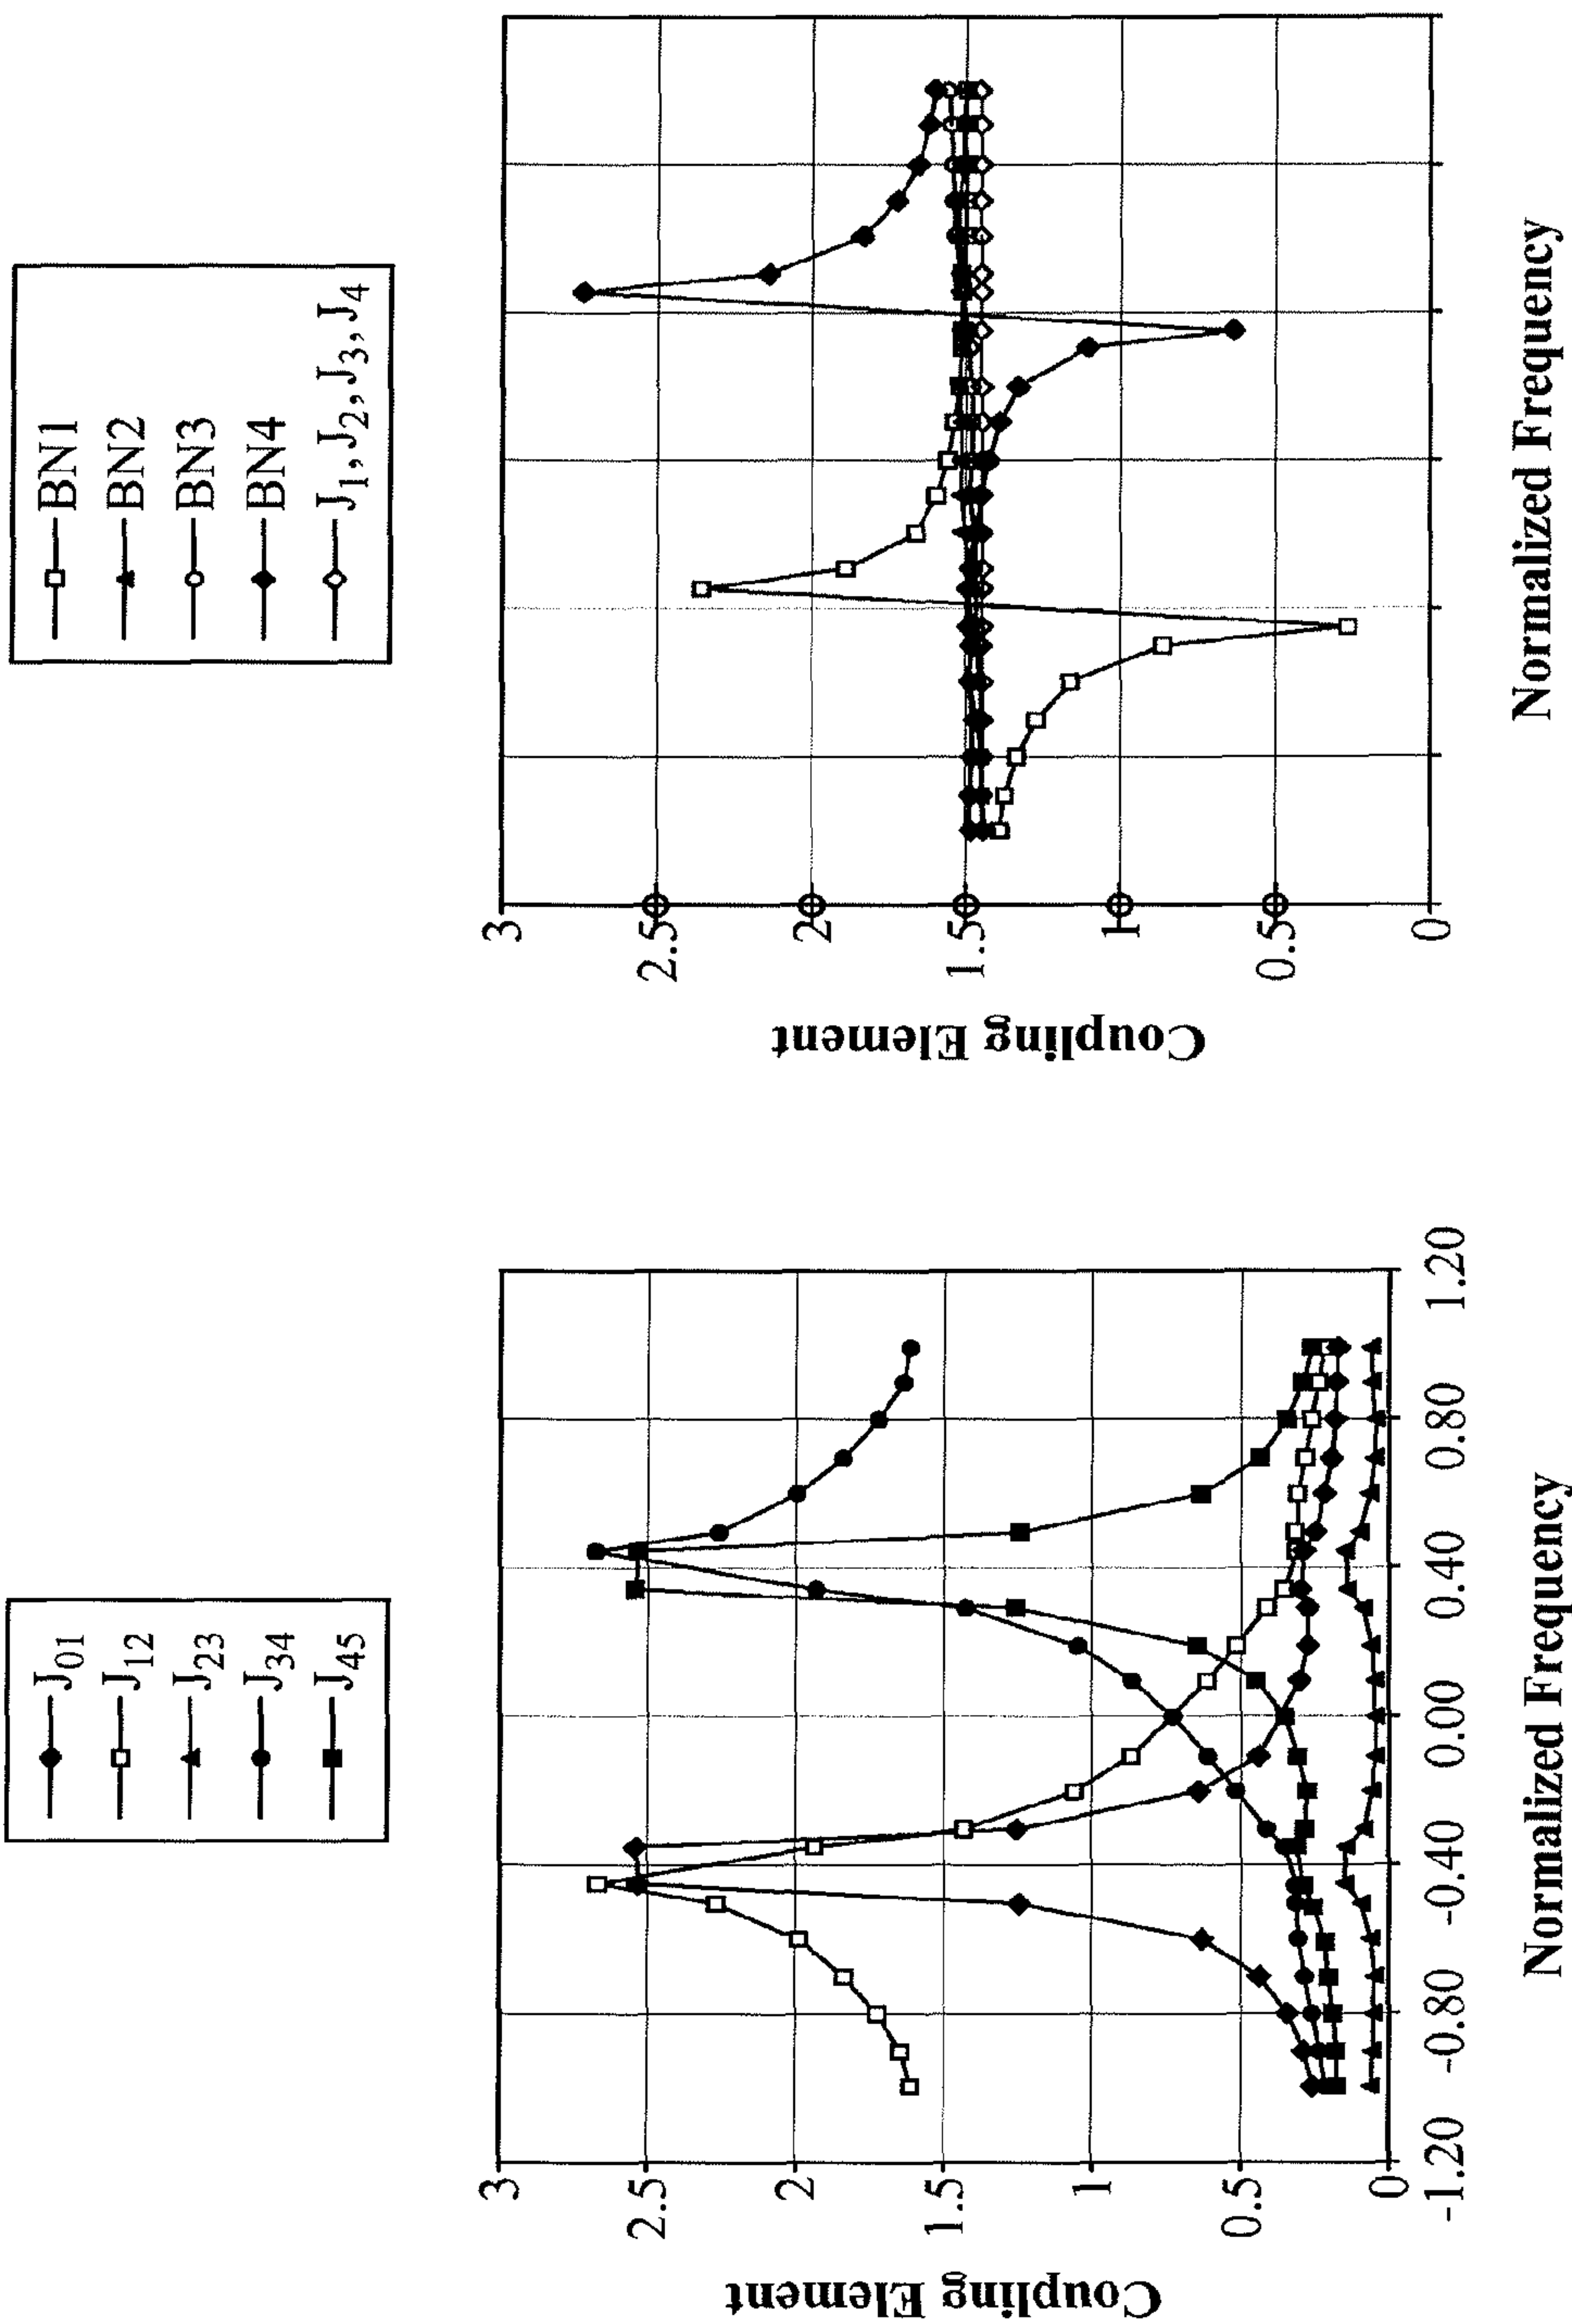 J01
J12
J23
J34
J45
Coupling Element
3
2.5
2
1.5
1
0.5
0
-1.20
-0.80
-0.40
0.00
0.40
0.80
1.20
Normalized Frequency
BN1
BN2
BN3
BN4
J1, J2, J3, J4
Coupling Element
3
2.5
2
1.5
1
0.5
0
Normalized Frequency